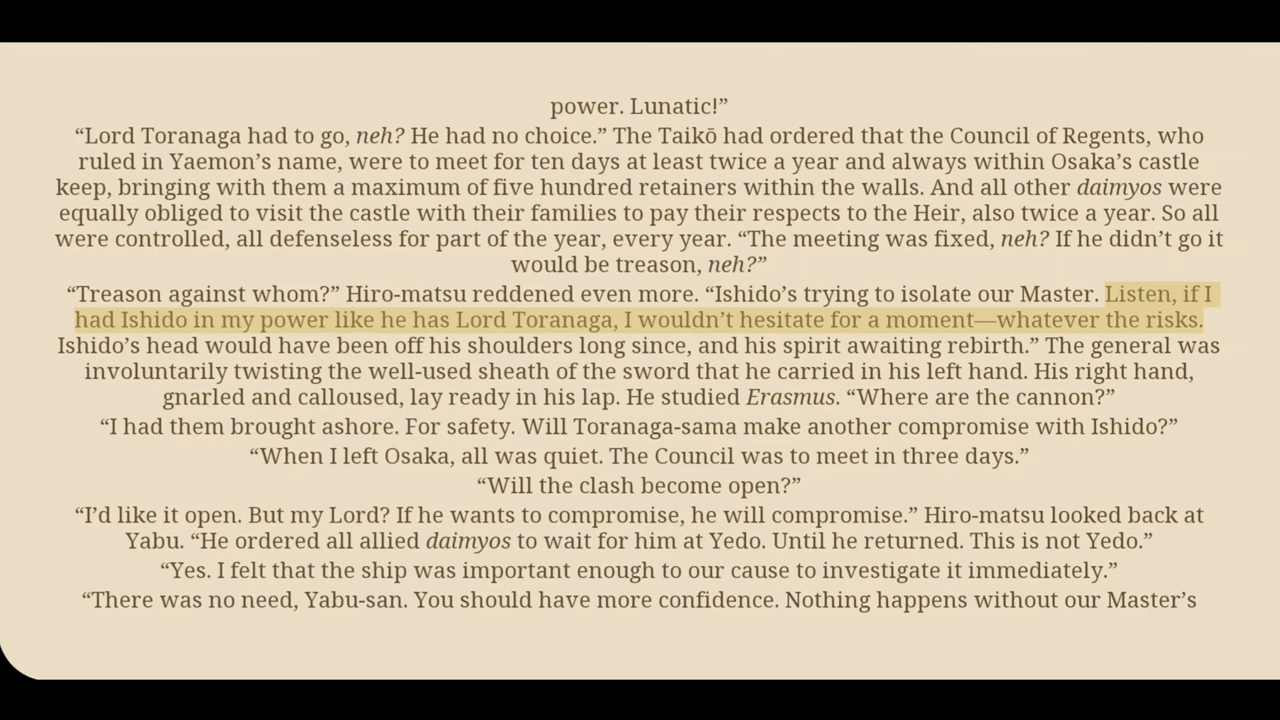 power. Lunatic!”
“Lord Toranaga had to go, neh? He had no choice.” The Taikō had ordered that the Council of Regents, who
ruled in Yaemon’s name, were to meet for ten days at least twice a year and always within Osaka’s castle
keep, bringing with them a maximum of five hundred retainers within the walls. And all other daimyos were
equally obliged to visit the castle with their families to pay their respects to the Heir, also twice a year. So all
were controlled, all defenseless for part of the year, every year. “The meeting was fixed, neh? If he didn’t go it
would be treason, neh?”
“Treason against whom?” Hiro-matsu reddened even more. “Ishido’s trying to isolate our Master. Listen, if I
had Ishido in my power like he has Lord Toranaga, I wouldn’t hesitate for a moment—whatever the risks.
Ishido’s head would have been off his shoulders long since, and his spirit awaiting rebirth.” The general was
involuntarily twisting the well-used sheath of the sword that he carried in his left hand. His right hand,
gnarled and calloused, lay ready in his lap. He studied Erasmus. “Where are the cannon?”
“I had them brought ashore. For safety. Will Toranaga-sama make another compromise with Ishido?”
“When I left Osaka, all was quiet. The Council was to meet in three days.”
“Will the clash become open?”
“I’d like it open. But my Lord? If he wants to compromise, he will compromise.” Hiro-matsu looked back at
Yabu. “He ordered all allied daimyos to wait for him at Yedo. Until he returned. This is not Yedo.”
“Yes. I felt that the ship was important enough to our cause to investigate it immediately.”
“There was no need, Yabu-san. You should have more confidence. Nothing happens without our Master’s